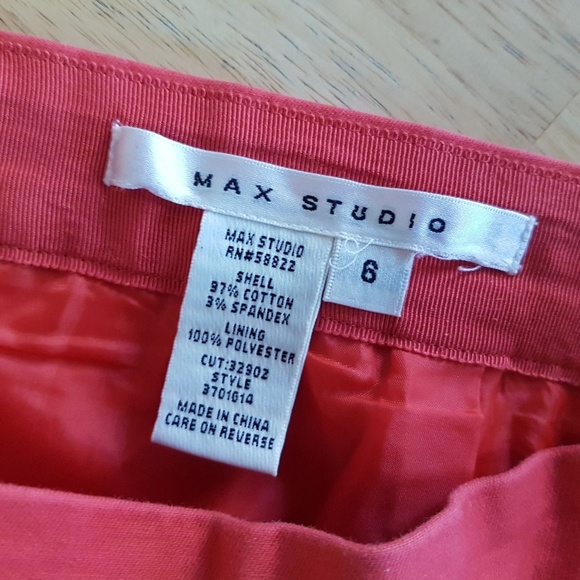 MAX STUDIO
6
MAX STUDIO
RN#58822
SHELL
97% COTTON
3% SPANDEX
LINING
100% POLYESTER
CUT:32902
STYLE
3701614
MADE IN CHINA
CARE ON REVERSE